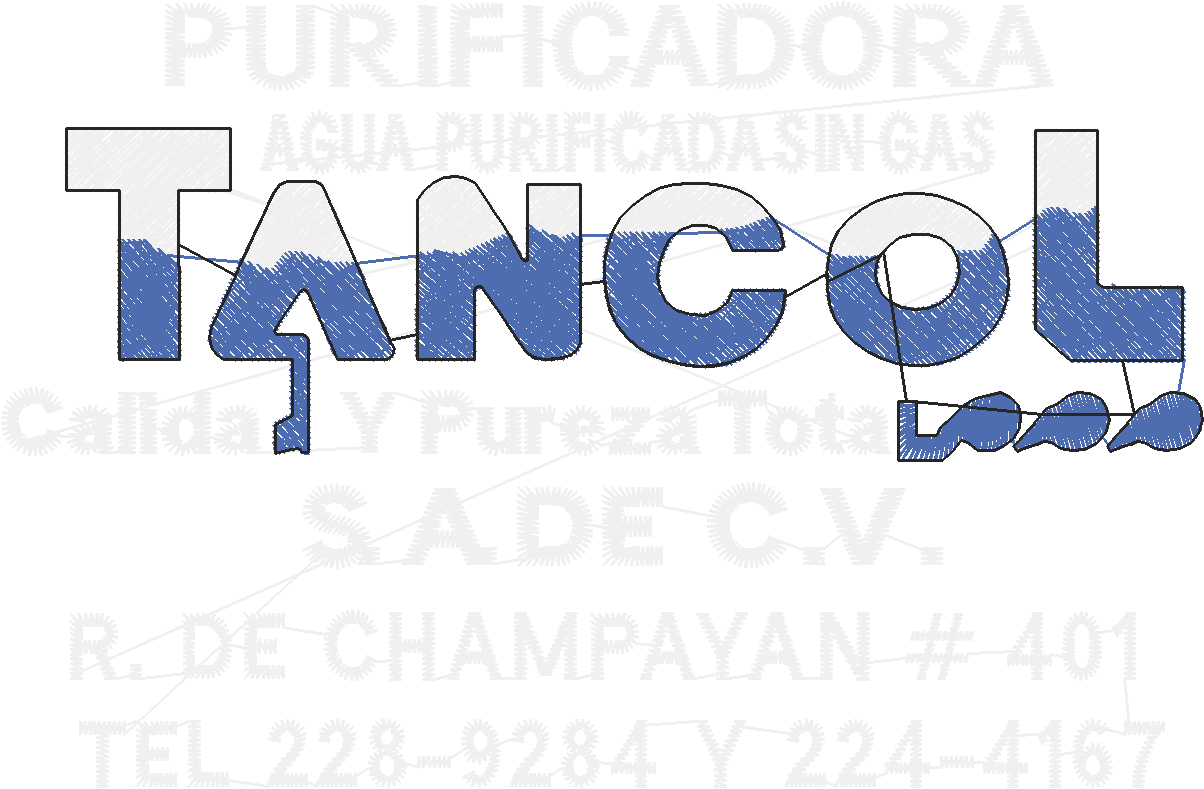 PURIFICADORA
AGUA PURIFICADA SIN GAS
TANCOL
Calidad Y Pureza Total
S.A DE C.V.
R. DE CHAMPAYAN # 401
TEL 228-9284 Y 224-4167